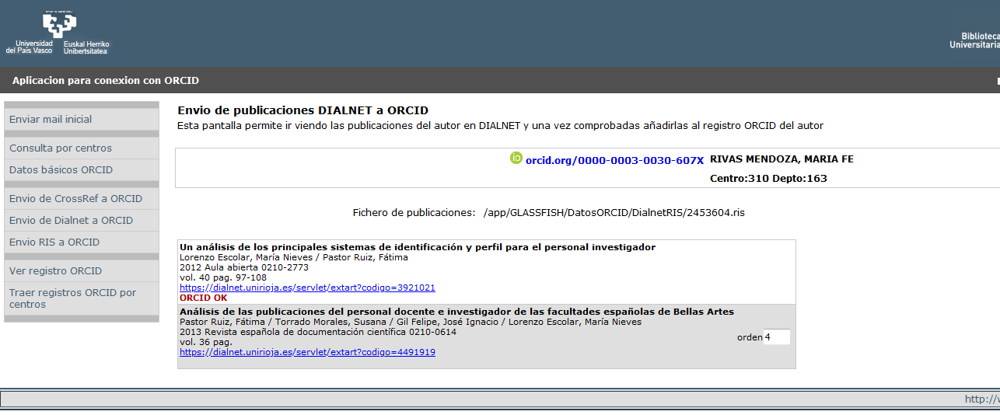 Universidad del País Vasco
Euskal Herriko Unibertsitatea
Biblioteca
Universitaria
Aplicacion para conexion con ORCID
Enviar mail inicial
Consulta por centros
Datos básicos ORCID
Envio de CrossRef a ORCID
Envio de Dialnet a ORCID
Envio RIS a ORCID
Ver registro ORCID
Traer registros ORCID por
centros
Envio de publicaciones DIALNET a ORCID
Esta pantalla permite ir viendo las publicaciones del autor en DIALNET y una vez comprobadas añadirlas al registro ORCID del autor
iD orcid.org/0000-0003-0030-607X RIVAS MENDOZA, MARIA FE
Centro:310 Depto:163
Fichero de publicaciones: /app/GLASSFISH/DatosORCID/DialnetRIS/2453604.ris
Un análisis de los principales sistemas de identificación y perfil para el personal investigador
Lorenzo Escolar, María Nieves / Pastor Ruiz, Fátima
2012 Aula abierta 0210-2773
vol. 40 pag. 97-108
https://dialnet.unirioja.es/servlet/extart?codigo=3921021
ORCID OK
Análisis de las publicaciones del personal docente e investigador de las facultades españolas de Bellas Artes
Pastor Ruiz, Fátima / Torrado Morales, Susana / Gil Felipe, José Ignacio / Lorenzo Escolar, María Nieves
2013 Revista española de documentación científica 0210-0614
vol. 36 pag.
https://dialnet.unirioja.es/servlet/extart?codigo=4491919
orden 4
http://